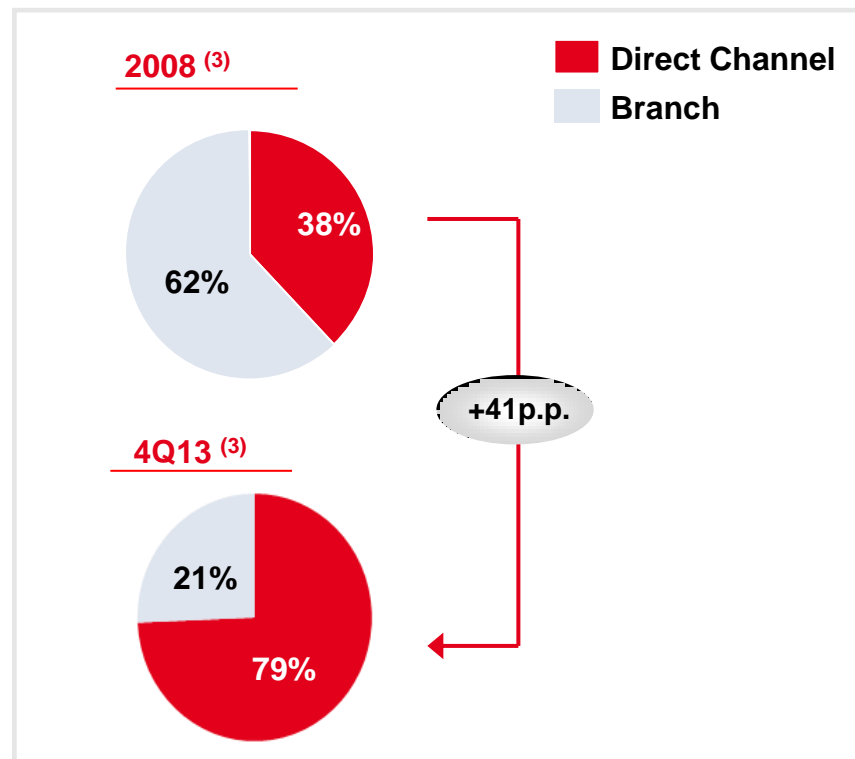 2008 (3)
Direct Channel
Branch
38%
62%
+41p.p.
4Q13 (3)
21%
79%